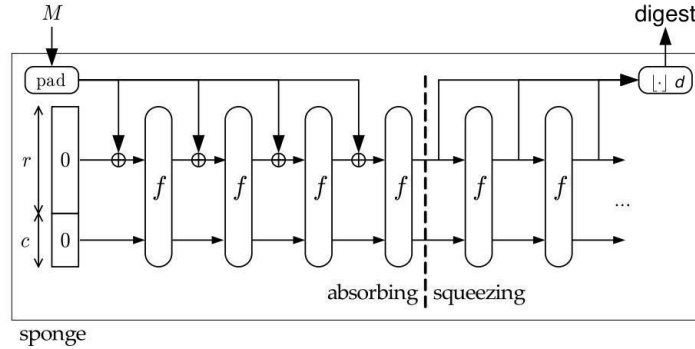 M
digest
pad
⌊·⌋ d
r
0
f f f f f f
c
0
...
absorbing squeezing
sponge